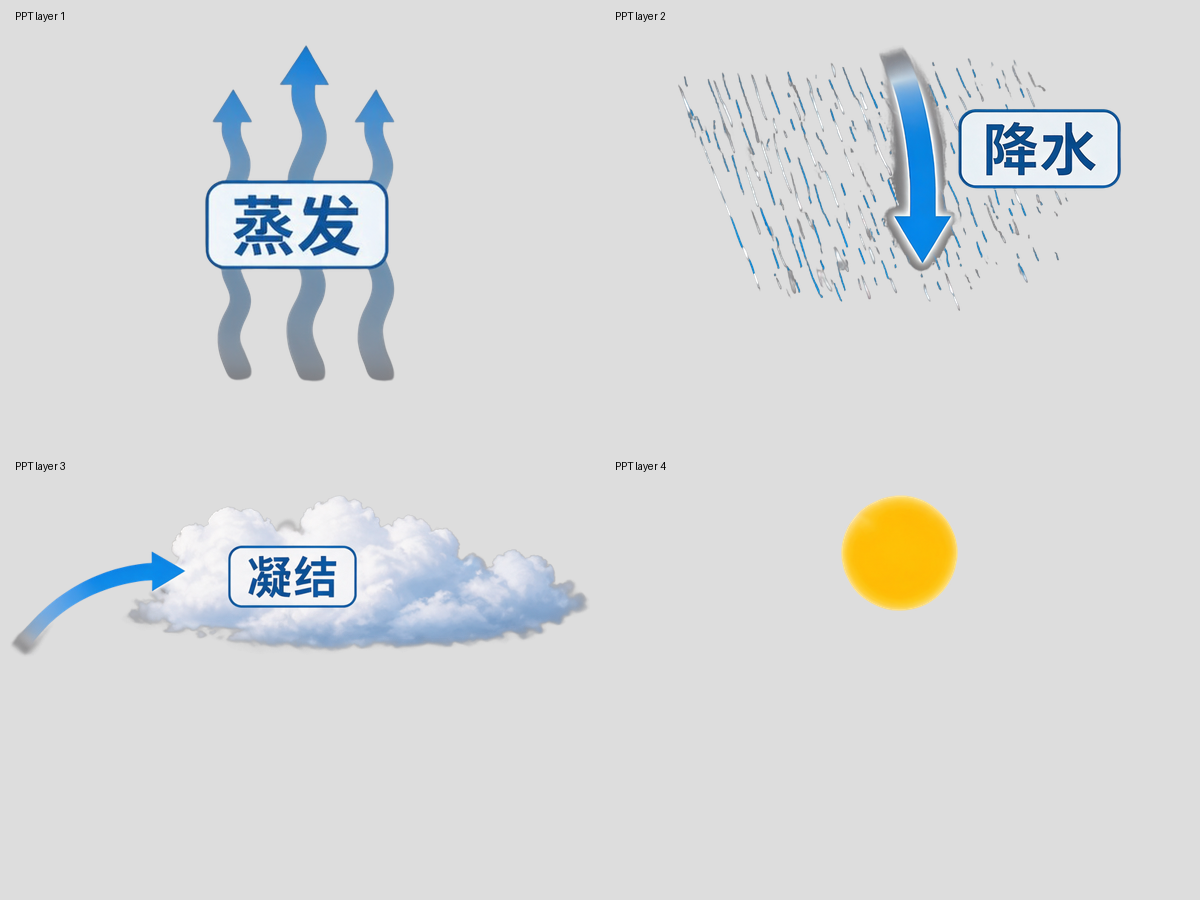 PPT layer 1
蒸发
PPT layer 2
降水
PPT layer 3
凝结
PPT layer 4